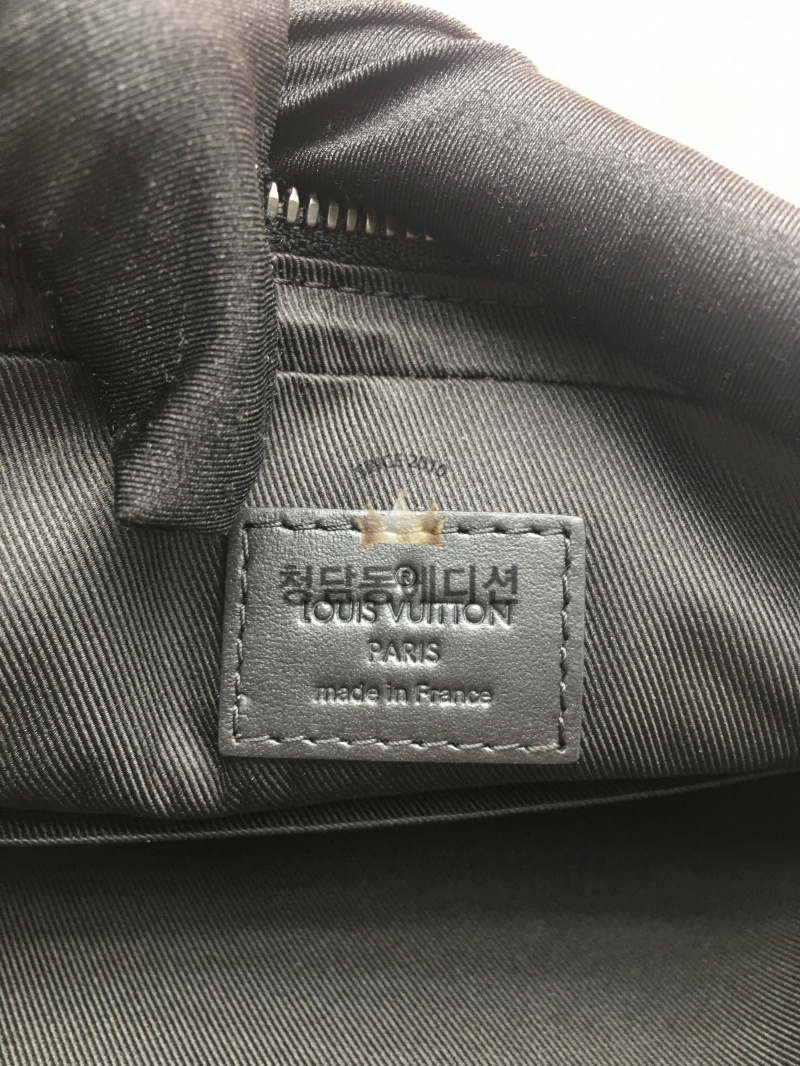 SINCE 2010
청담동에디션
®
LOUIS VUITTON
PARIS
made in France